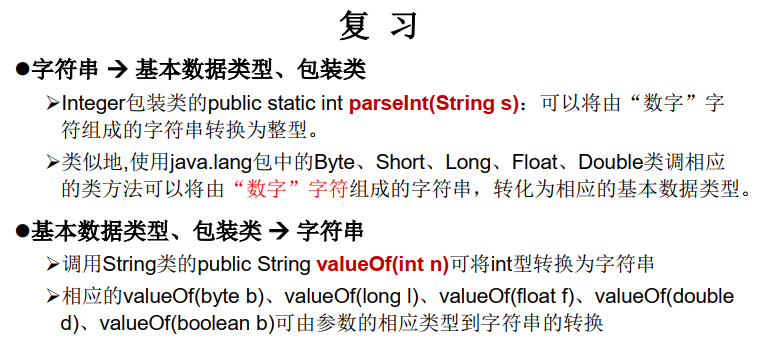 复 习
●字符串 → 基本数据类型、包装类
➢Integer包装类的public static int parseInt(String s)：可以将由“数字”字
符组成的字符串转换为整型。
➢类似地,使用java.lang包中的Byte、Short、Long、Float、Double类调相应
的类方法可以将由“数字”字符组成的字符串，转化为相应的基本数据类型。
●基本数据类型、包装类 → 字符串
➢调用String类的public String valueOf(int n)可将int型转换为字符串
➢相应的valueOf(byte b)、valueOf(long l)、valueOf(float f)、valueOf(double
d)、valueOf(boolean b)可由参数的相应类型到字符串的转换